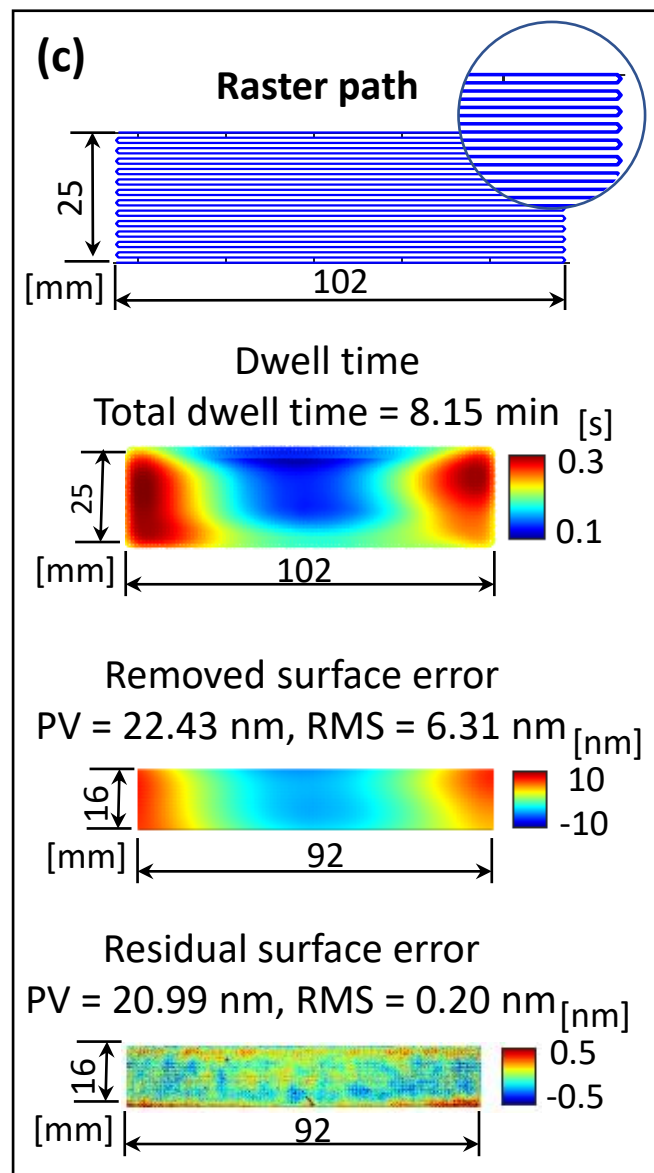 (c)
Raster path
25
[mm]
102
Dwell time
Total dwell time = 8.15 min [s]
25
0.3
0.1
[mm]
102
Removed surface error
PV = 22.43 nm, RMS = 6.31 nm [nm]
16
10
-10
[mm]
92
Residual surface error
PV = 20.99 nm, RMS = 0.20 nm [nm]
16
0.5
-0.5
[mm]
92